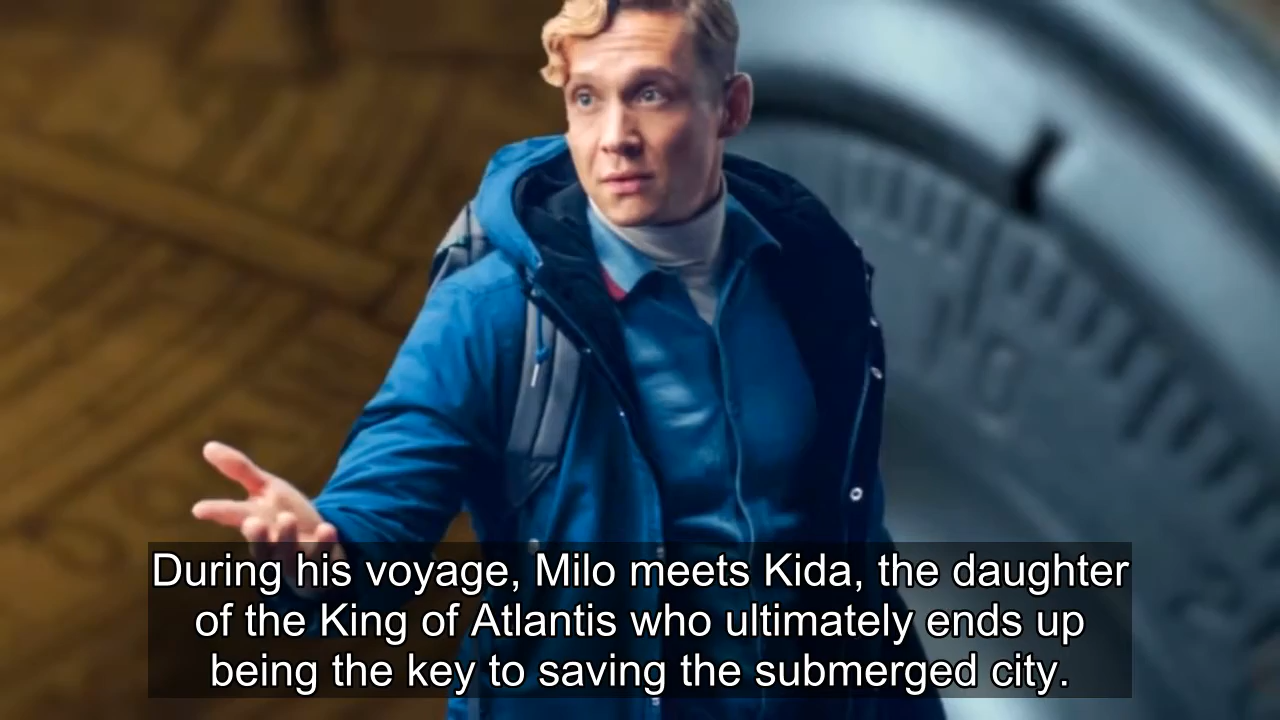 During his voyage, Milo meets Kida, the daughter
of the King of Atlantis who ultimately ends up
being the key to saving the submerged city.